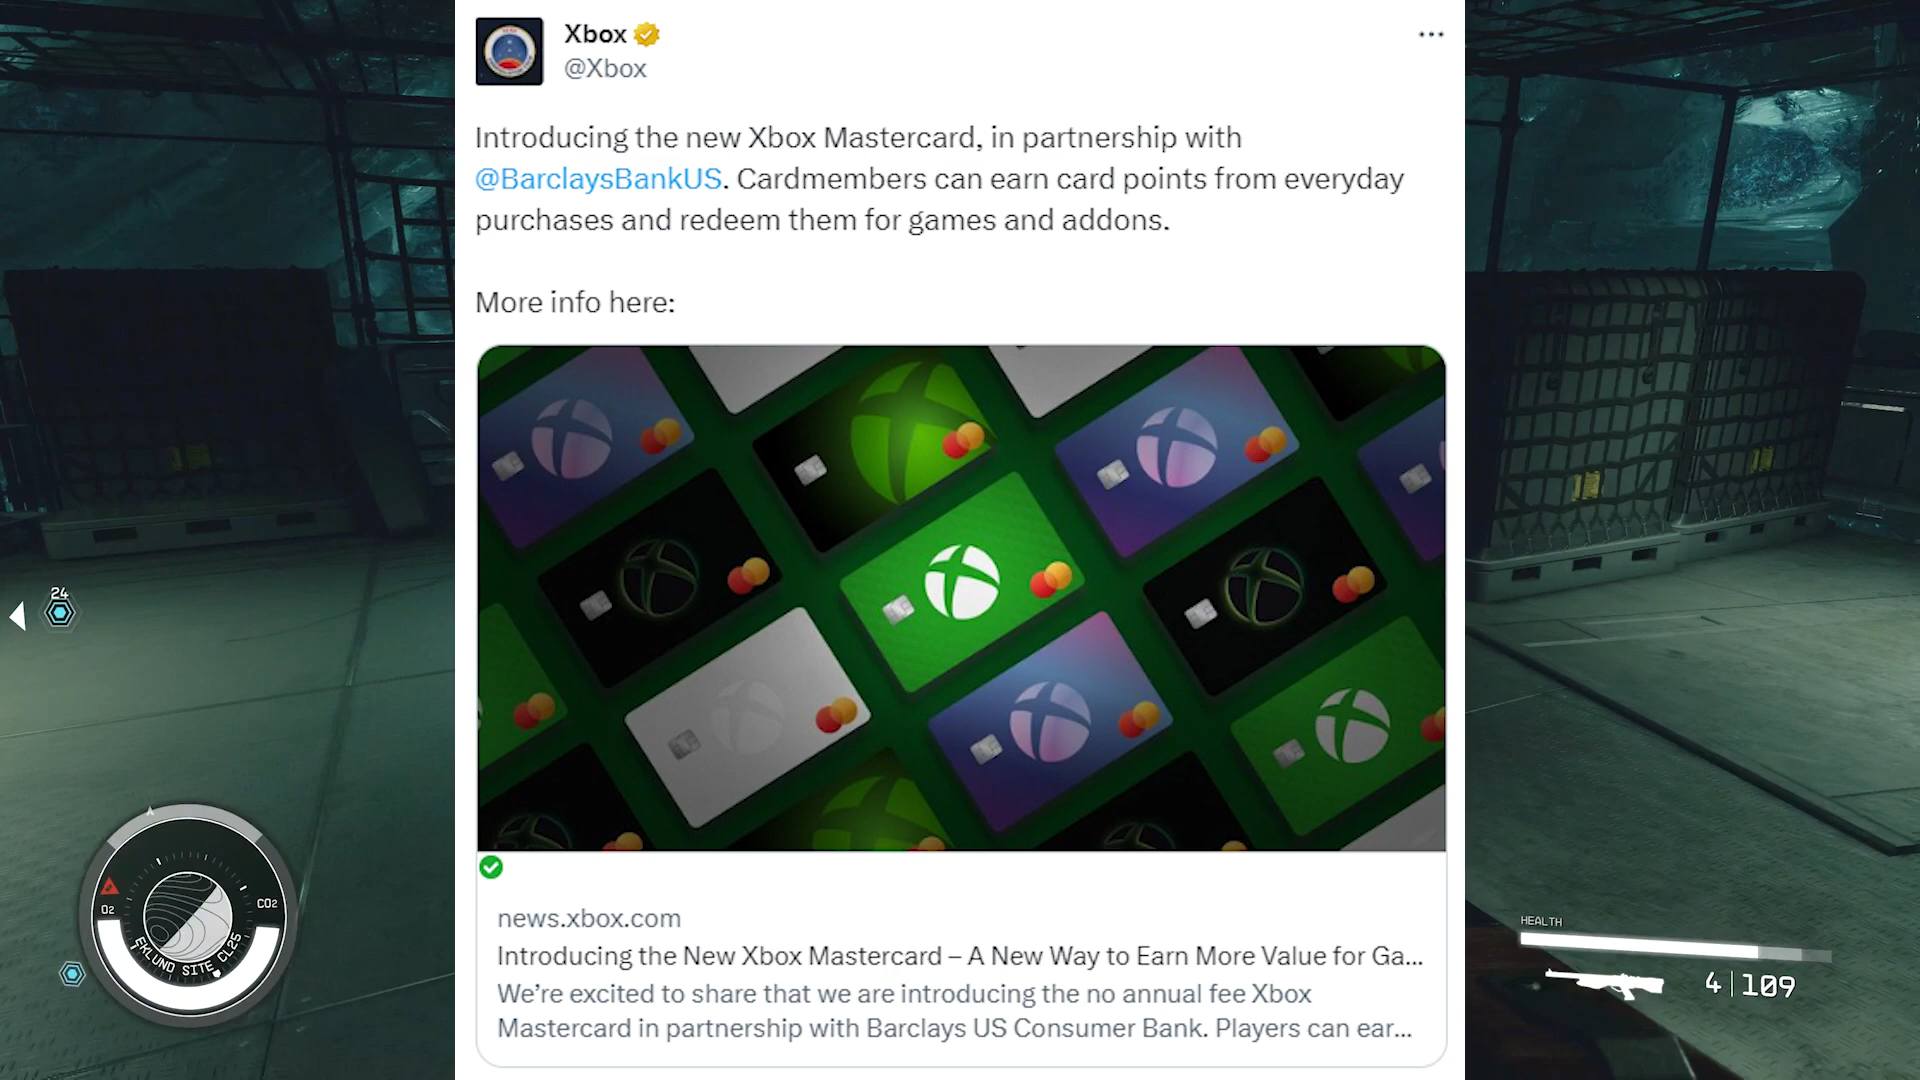 Xbox
@Xbox
Introducing the new Xbox Mastercard, in partnership with
@BarclaysBankUS. Cardmembers can earn card points from everyday
purchases and redeem them for games and addons.
More info here:
news.xbox.com
Introducing the New Xbox Mastercard – A New Way to Earn More Value for Ga...
We’re excited to share that we are introducing the no annual fee Xbox
Mastercard in partnership with Barclays US Consumer Bank. Players can ear...
24
O2
CO2
EKLUND SITE CL25
HEALTH
4 | 109